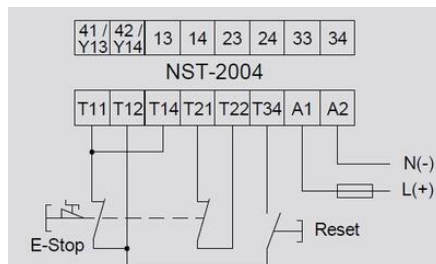 41 / 42 / 13 14 23 24 33 34
Y13 Y14
NST-2004
T11 T12 T14 T21 T22 T34 A1 A2
N(-)
L(+)
E-Stop
Reset